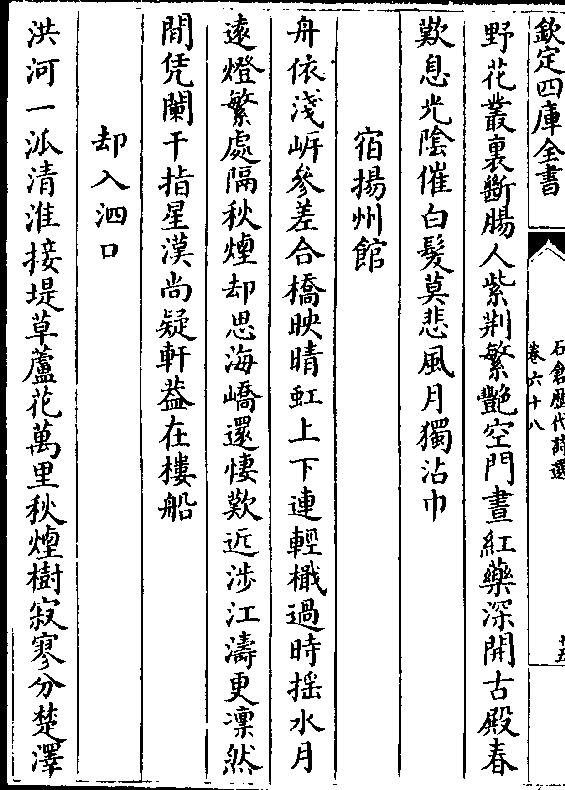 欽定四庫全書
石倉歷代詩選
卷六十八
十五
野花叢裏斷腸人紫荆繁艷空門晝紅藥深開古殿春
歎息光陰催白髮莫悲風月獨沾巾
宿揚州館
舟依淺岍參差合橋映晴虹上下連輕檝過時揺水月
遠燈繁處隔秋煙却思海嶠還悽歎近涉江濤更凛然
閒凭闌干指星漢尚疑軒葢在樓船
却入泗口
洪河一派清淮接堤草蘆花萬里秋煙樹寂寥分楚澤